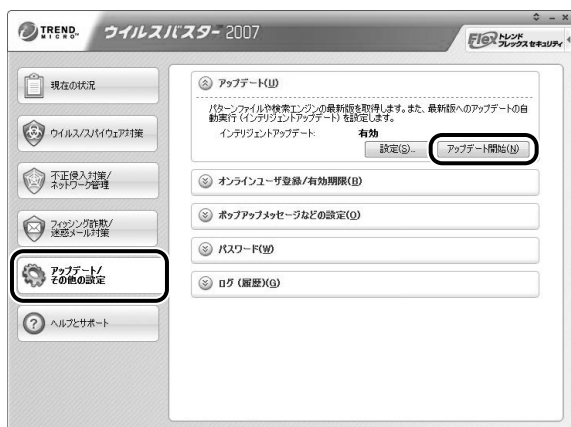 TREND MICRO ウイルスバスター 2007
Flex トレンド フレックス セキュリティ
現在の状況
ウイルス/スパイウェア対策
不正侵入対策/
ネットワーク管理
フィッシング詐欺/
迷惑メール対策
アップデート/
その他の設定
ヘルプとサポート
アップデート(U)
パターンファイルや検索エンジンの最新版を取得します。また、最新版へのアップデートの自
動実行 (インテリジェントアップデート) を設定します。
インテリジェントアップデート: 有効
設定(S)... アップデート開始(N)
オンラインユーザ登録/有効期限(B)
ポップアップメッセージなどの設定(O)
パスワード(W)
ログ (履歴)(G)